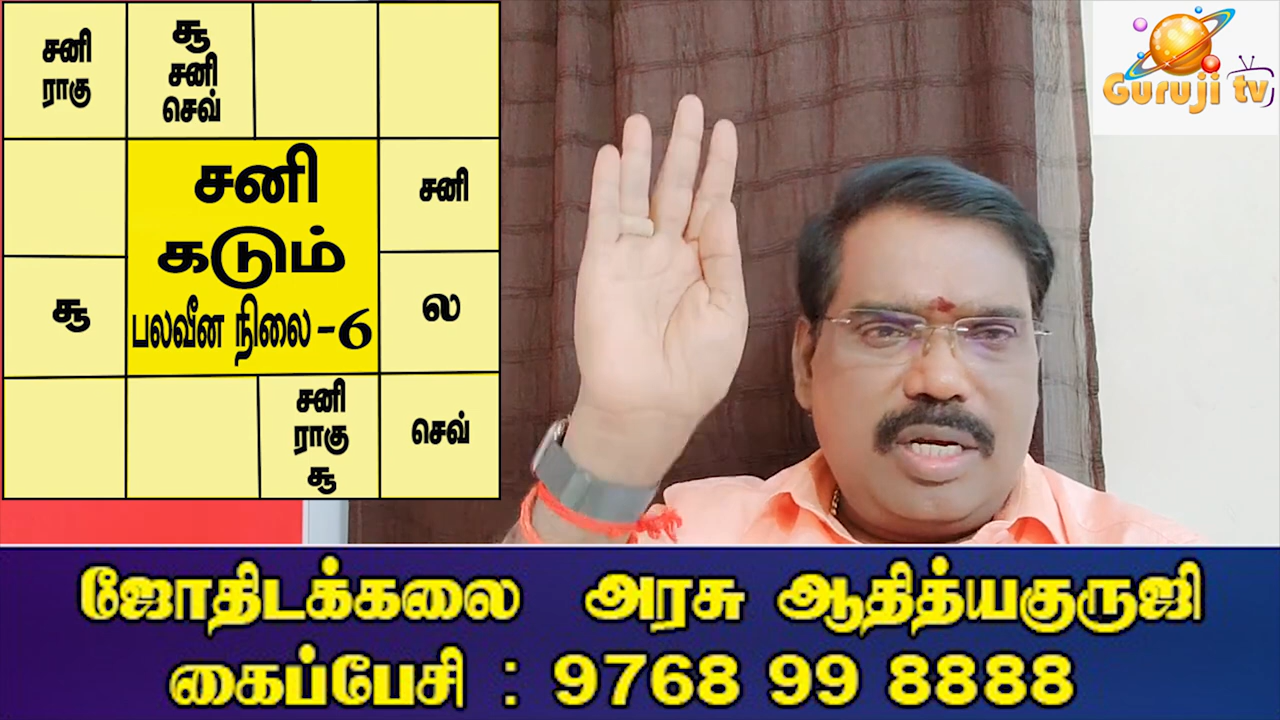 சனி
ராகு
சூ
சனி
செவ்
Guruji tv
சனி
கடும்
பலவீன நிலை -6
சனி
சூ
ல
சனி
ராகு
சூ
செவ்
ஜோதிடக்கலை அரசு ஆதித்யகுருஜி
கைப்பேசி : 9768 99 8888